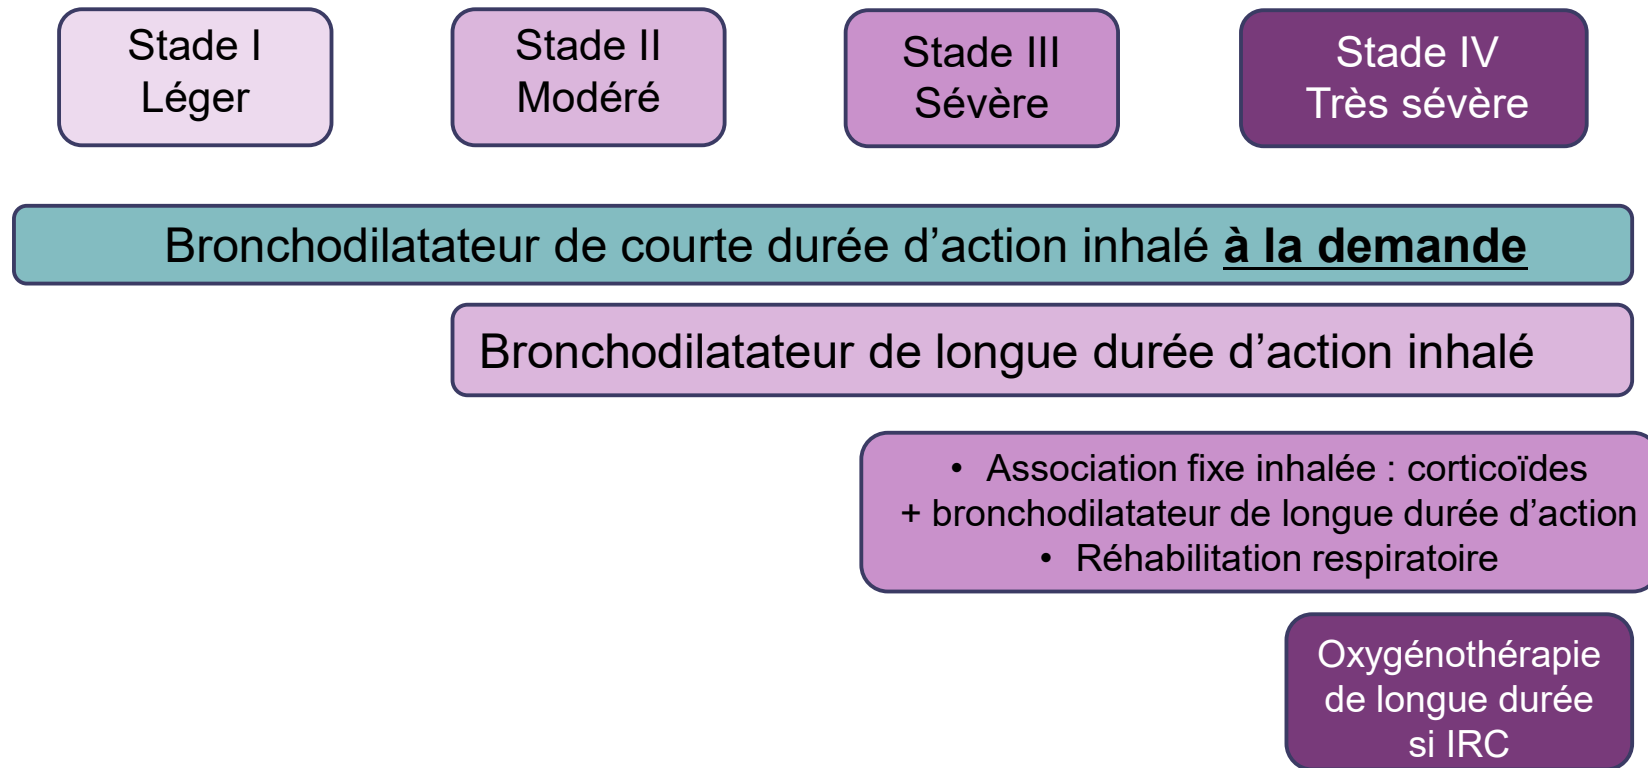 Stade I
Léger
Stade II
Modéré
Stade III
Sévère
Stade IV
Très sévère
Bronchodilatateur de courte durée d’action inhalé à la demande
Bronchodilatateur de longue durée d’action inhalé
• Association fixe inhalée : corticoïdes
+ bronchodilatateur de longue durée d’action
• Réhabilitation respiratoire
Oxygénothérapie
de longue durée
si IRC